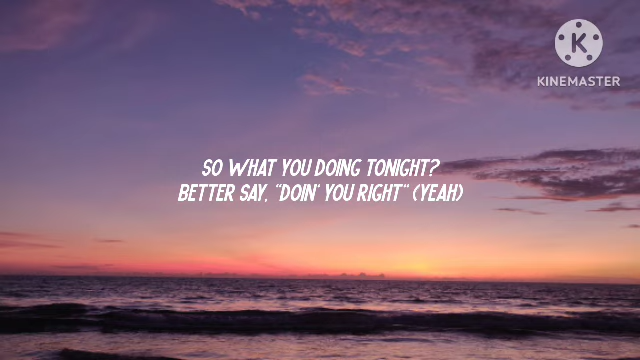 KINEMASTER
SO WHAT YOU DOING TONIGHT?
BETTER SAY, "DOIN' YOU RIGHT" (YEAH)